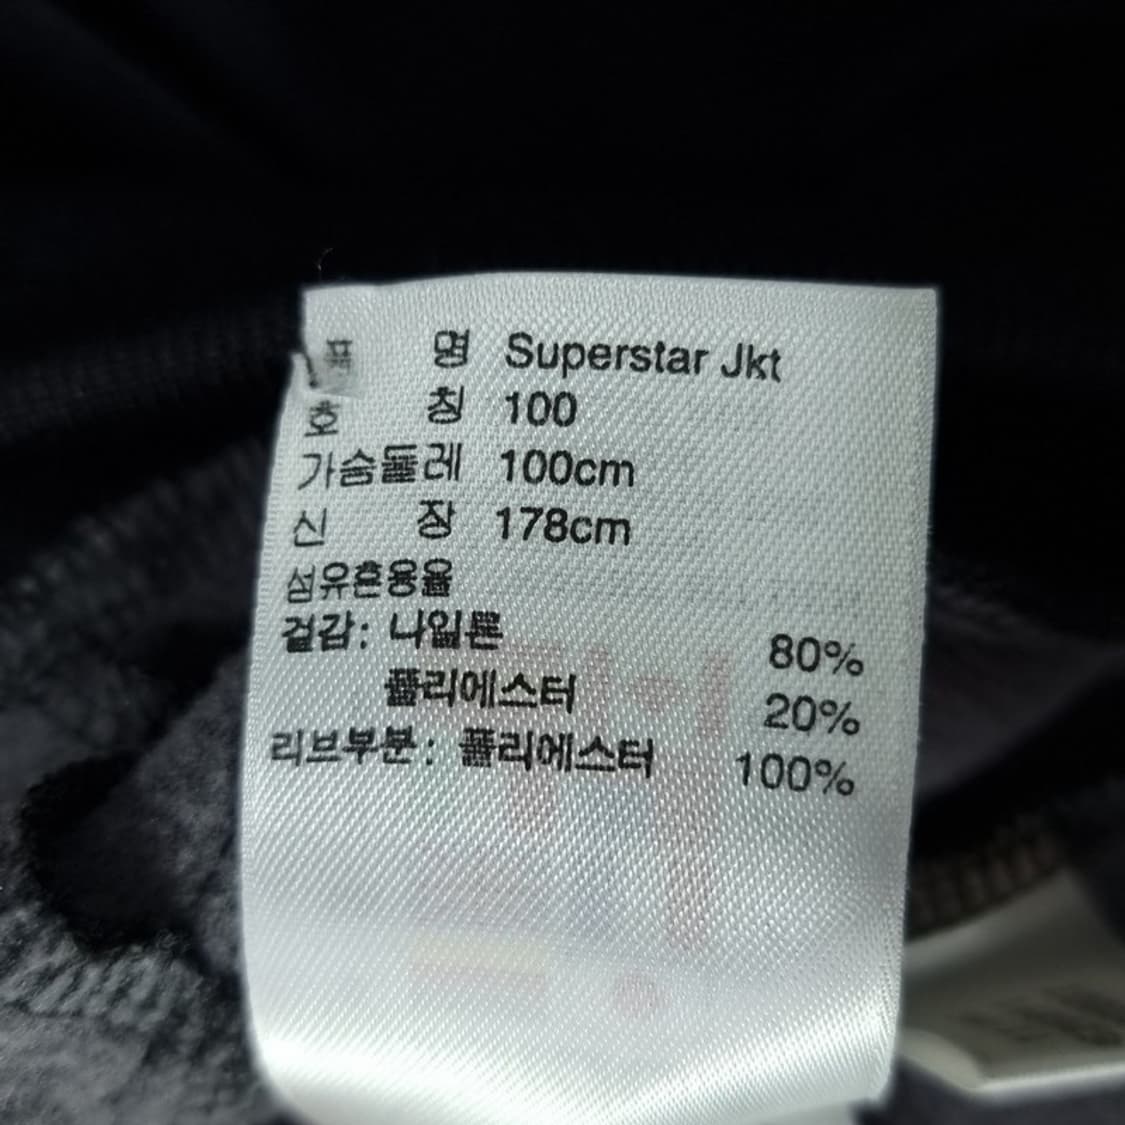 품 명 Superstar Jkt
호 칭 100
가슴둘레 100cm
신 장 178cm
섬유혼용율
겉감: 나일론 80%
폴리에스터 20%
리브부분: 폴리에스터 100%